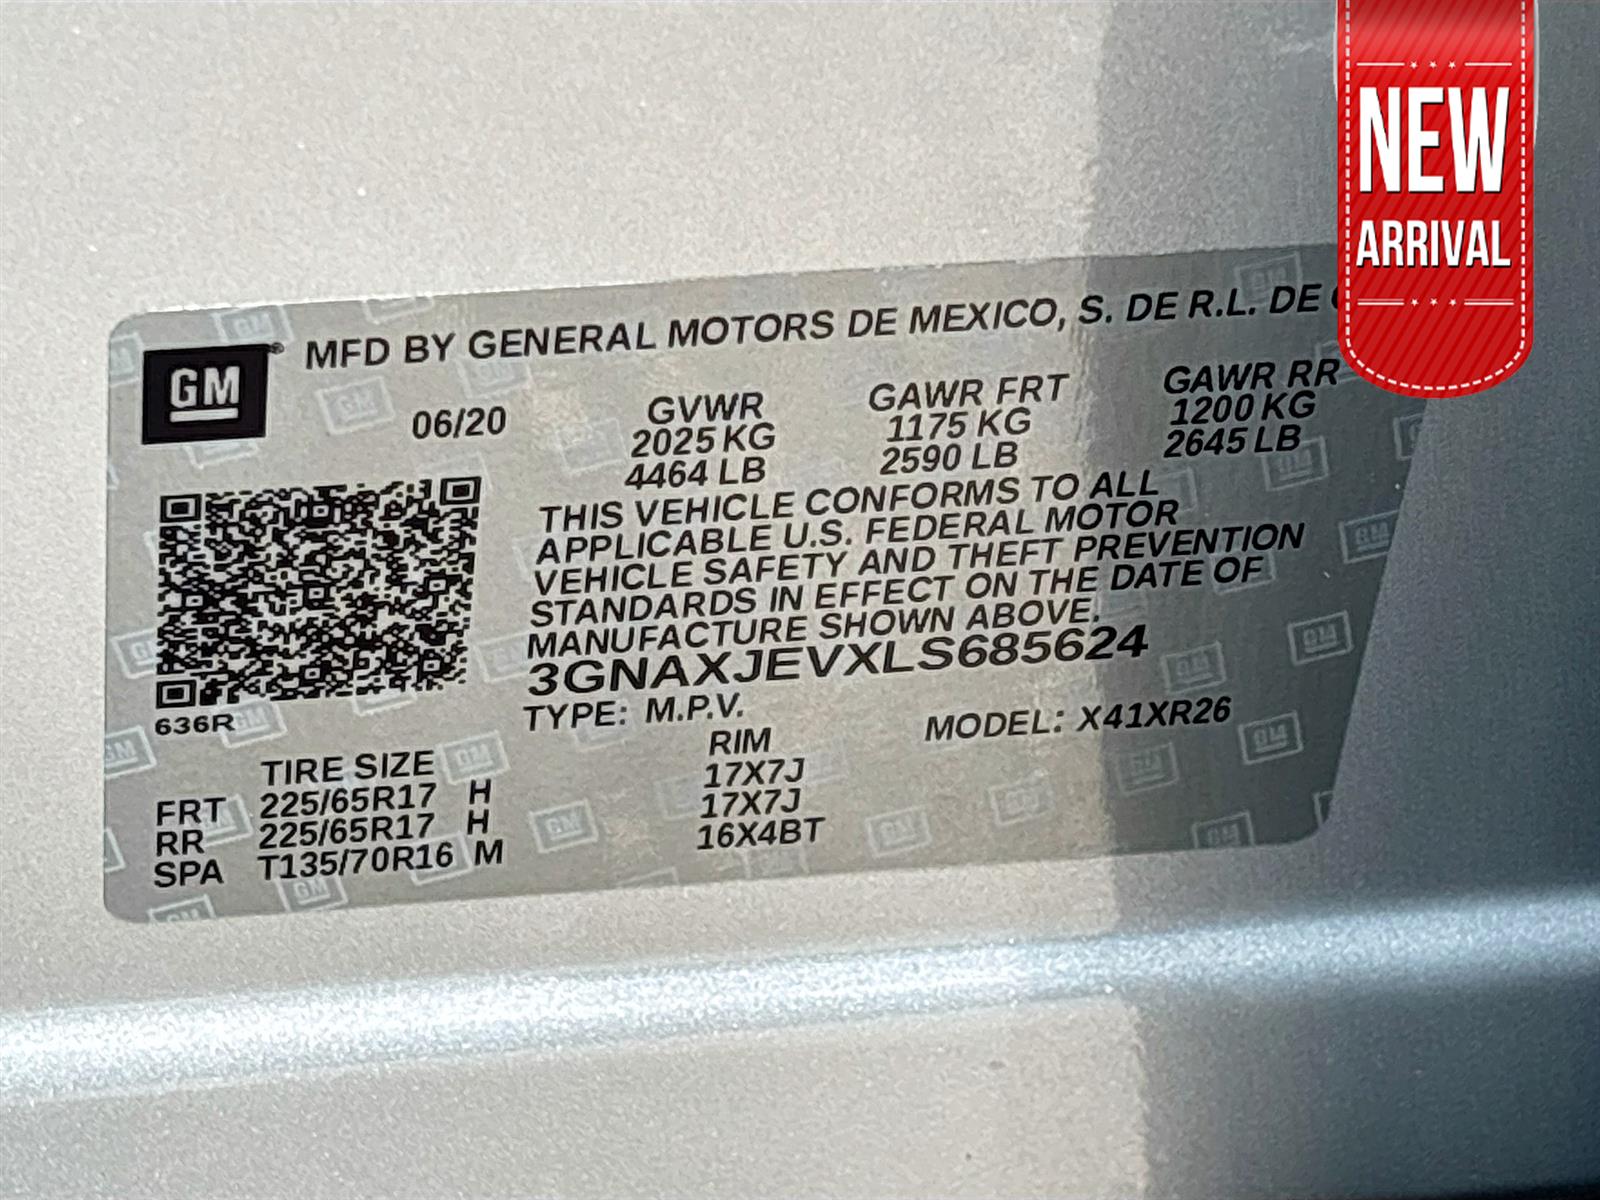 NEW
ARRIVAL
GM
MFD BY GENERAL MOTORS DE MEXICO, S. DE R.L. DE
06/20
GVWR GAWR FRT GAWR RR
2025 KG 1175 KG 1200 KG
4464 LB 2590 LB 2645 LB
THIS VEHICLE CONFORMS TO ALL
APPLICABLE U.S. FEDERAL MOTOR
VEHICLE SAFETY AND THEFT PREVENTION
STANDARDS IN EFFECT ON THE DATE OF
MANUFACTURE SHOWN ABOVE.
3GNAXJEVXLS685624
636R
TYPE: M.P.V. MODEL: X41XR26
TIRE SIZE RIM
FRT 225/65R17 H 17X7J
RR 225/65R17 H 17X7J
SPA T135/70R16 M 16X4BT